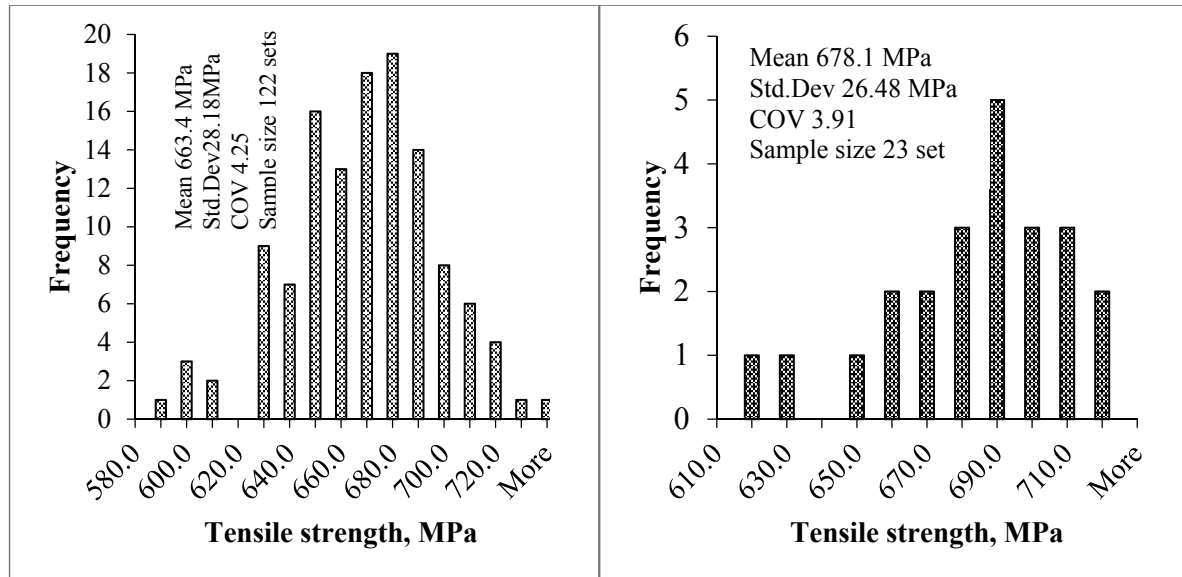 20
18
16
14
12
10
8
6
4
2
0
Frequency
Mean 663.4 MPa
Std.Dev28.18MPa
COV 4.25
Sample size 122 sets
580.0
600.0
620.0
640.0
660.0
680.0
700.0
720.0
More
Tensile strength, MPa
6
5
4
3
2
1
0
Frequency
Mean 678.1 MPa
Std.Dev 26.48 MPa
COV 3.91
Sample size 23 set
610.0
630.0
650.0
670.0
690.0
710.0
More
Tensile strength, MPa